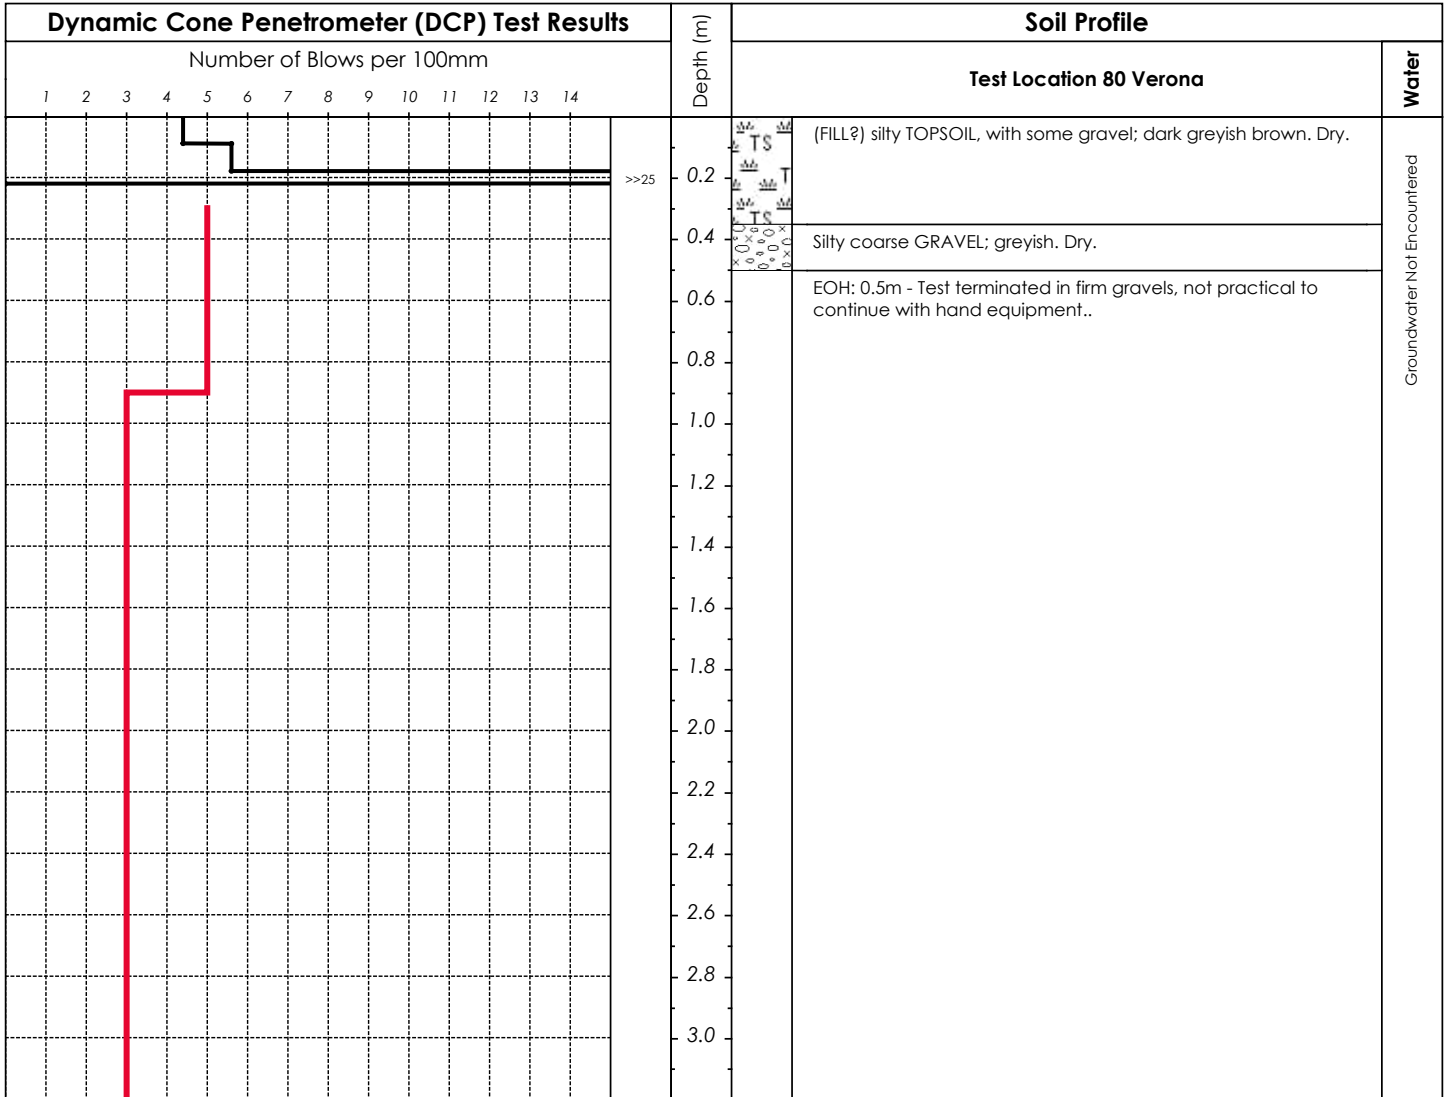 Dynamic Cone Penetrometer (DCP) Test Results
Number of Blows per 100mm
1 2 3 4 5 6 7 8 9 10 11 12 13 14
>>25
Depth (m)
0.2
0.4
0.6
0.8
1.0
1.2
1.4
1.6
1.8
2.0
2.2
2.4
2.6
2.8
3.0
Soil Profile
Test Location 80 Verona
Water
TS
T
TS
(FILL?) silty TOPSOIL, with some gravel; dark greyish brown. Dry.
Silty coarse GRAVEL; greyish. Dry.
EOH: 0.5m - Test terminated in firm gravels, not practical to
continue with hand equipment..
Groundwater Not Encountered